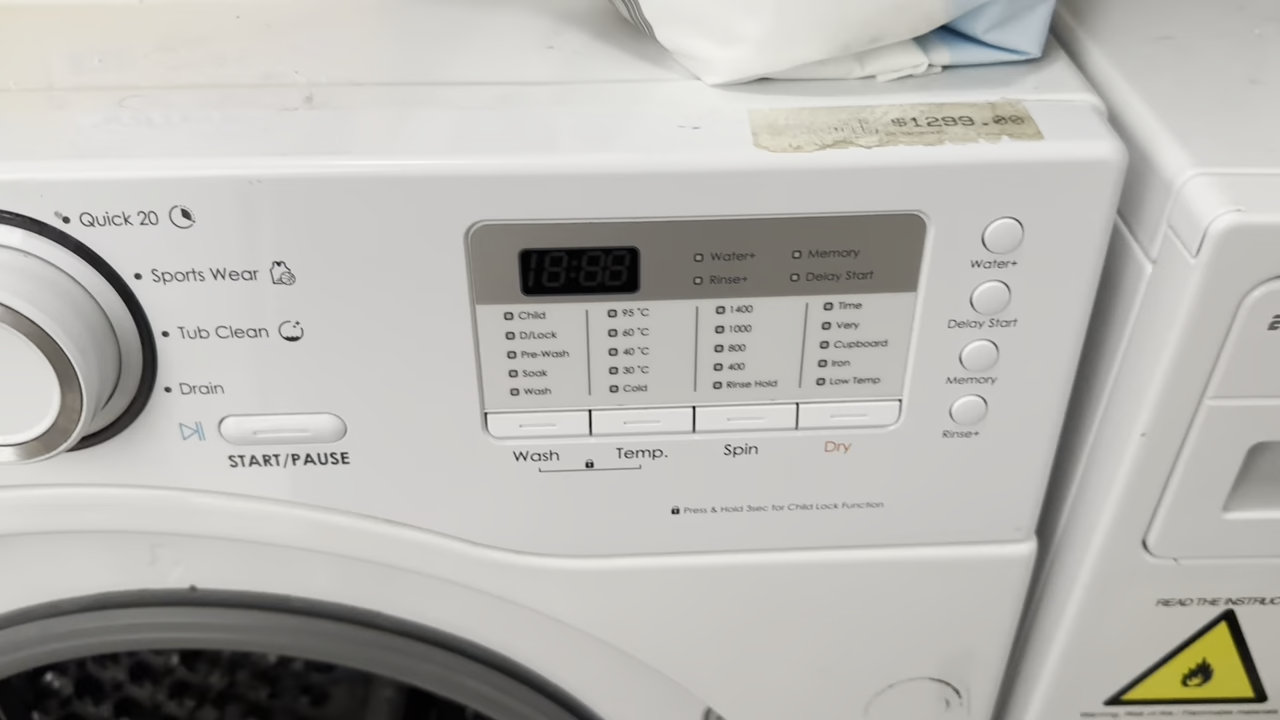 $1299.00
Quick 20
Sports Wear
Tub Clean
Drain
START/PAUSE
18:88
Water+
Memory
Rinse+
Delay Start
Child
D/Lock
Pre-Wash
Soak
Wash
95 °C
60 °C
40 °C
30 °C
Cold
1400
1000
800
400
Rinse Hold
Time
Very
Cupboard
Iron
Low Temp
Wash
Temp.
Spin
Dry
Press & Hold 3sec for Child Lock Function
Water+
Delay Start
Memory
Rinse+
READ THE INSTRUC